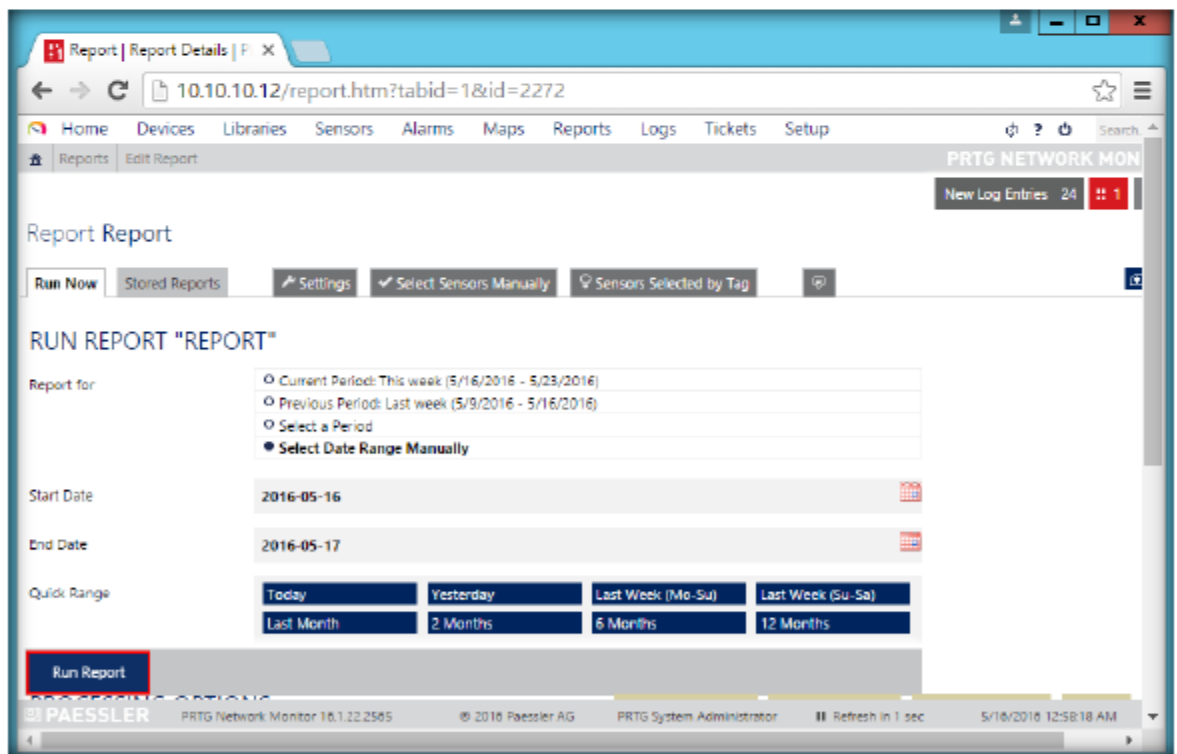 Report | Report Details | P
10.10.10.12/report.htm?tabid=1&id=2272
Home Devices Libraries Sensors Alarms Maps Reports Logs Tickets Setup ? Search.
Reports Edit Report PRTG NETWORK MON
New Log Entries 24 1
Report Report
Run Now Stored Reports Settings Select Sensors Manually Sensors Selected by Tag
RUN REPORT "REPORT"
Report for
Current Period: This week (5/16/2016 - 5/23/2016)
Previous Period: Last week (5/9/2016 - 5/16/2016)
Select a Period
Select Date Range Manually
Start Date 2016-05-16
End Date 2016-05-17
Quick Range Today Yesterday Last Week (Mo-Su) Last Week (Su-Sa)
Last Month 2 Months 6 Months 12 Months
Run Report
PAESSLER PRTG Network Monitor 16.1.22.2565 © 2016 Paessler AG PRTG System Administrator Refresh in 1 sec 5/16/2016 12:58:18 AM